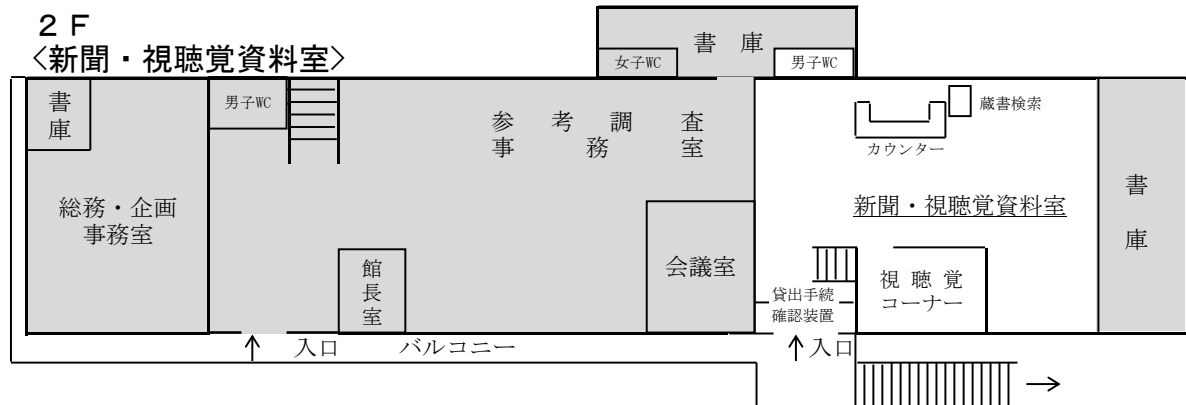 ２Ｆ
<新聞・視聴覚資料室>
書庫
女子WC
男子WC
書庫
男子WC
参考調査
事務室
蔵書検索
カウンター
総務・企画
事務室
新聞・視聴覚資料室
書庫
館長室
会議室
視聴覚
コーナー
貸出手続
確認装置
↑
入口
バルコニー
↑入口
→